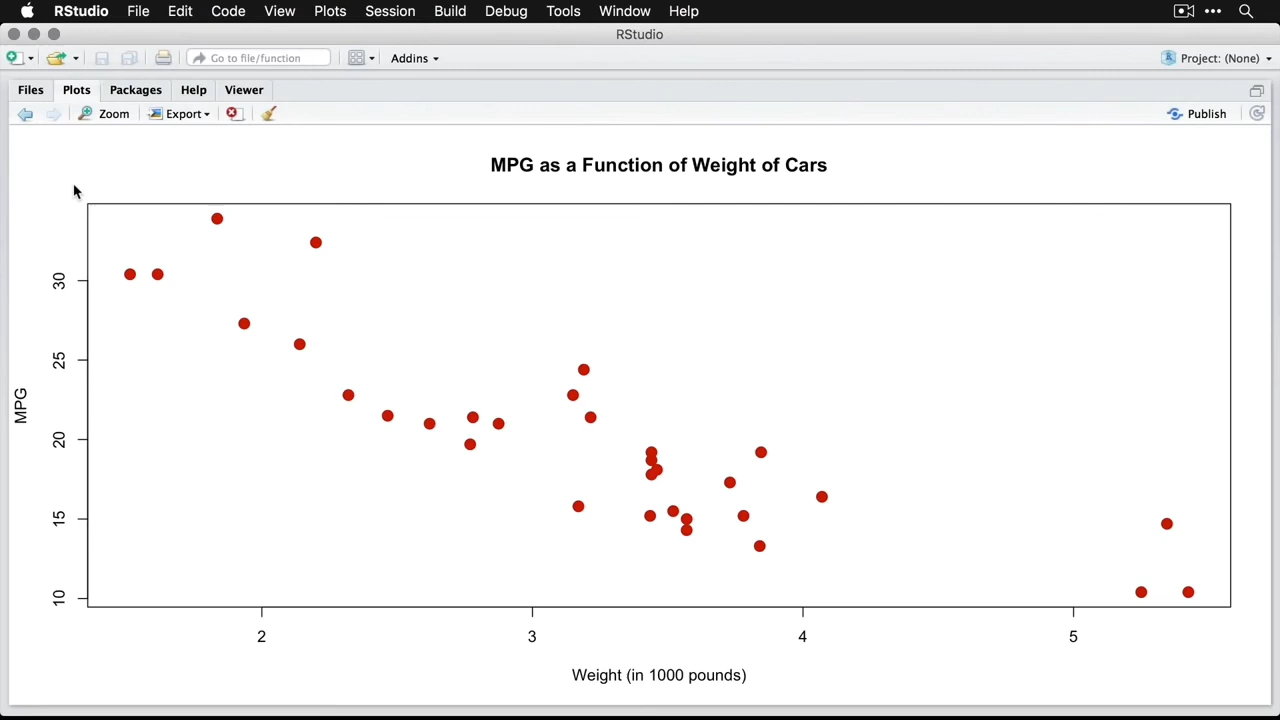 RStudio File Edit Code View Plots Session Build Debug Tools Window Help
RStudio
Go to file/function Addins Project: (None)
Files Plots Packages Help Viewer
Zoom Export Publish
MPG as a Function of Weight of Cars
30
25
20
15
10
MPG
2 3 4 5
Weight (in 1000 pounds)